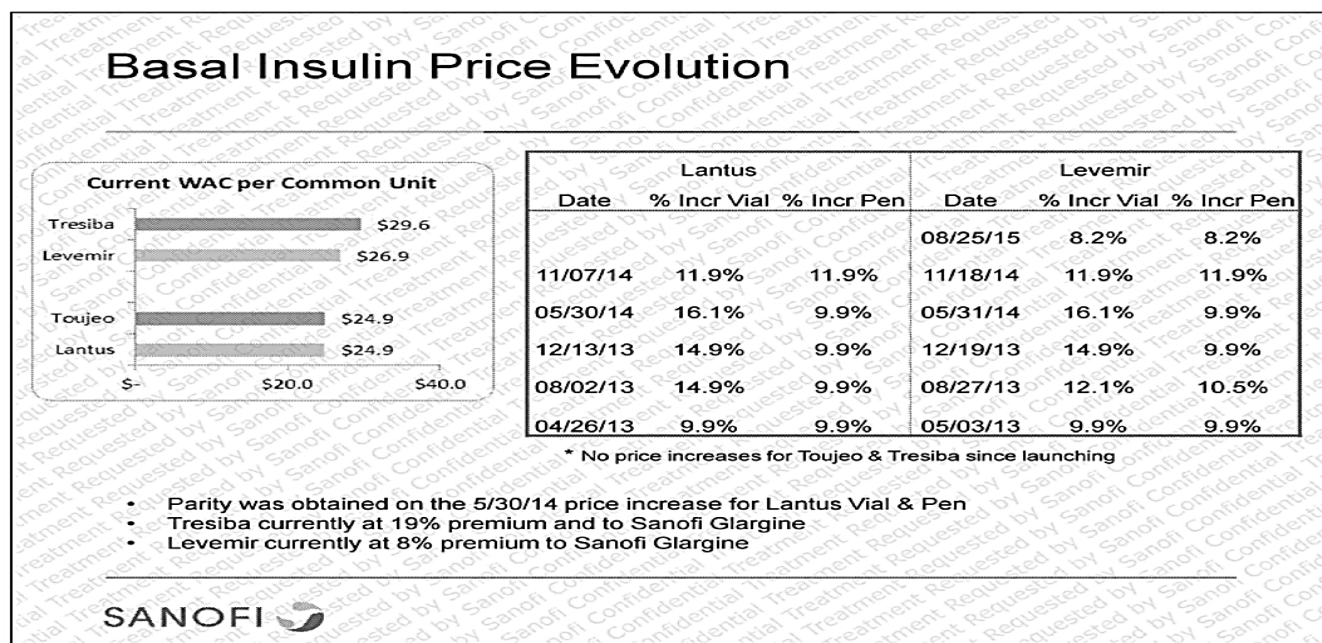 Basal Insulin Price Evolution
Current WAC per Common Unit
Tresiba $29.6
Levemir $26.9
Toujeo $24.9
Lantus $24.9
$- $20.0 $40.0
Lantus Levemir
Date % Incr Vial % Incr Pen Date % Incr Vial % Incr Pen
08/25/15 8.2% 8.2%
11/07/14 11.9% 11.9% 11/18/14 11.9% 11.9%
05/30/14 16.1% 9.9% 05/31/14 16.1% 9.9%
12/13/13 14.9% 9.9% 12/19/13 14.9% 9.9%
08/02/13 14.9% 9.9% 08/27/13 12.1% 10.5%
04/26/13 9.9% 9.9% 05/03/13 9.9% 9.9%
* No price increases for Toujeo & Tresiba since launching
• Parity was obtained on the 5/30/14 price increase for Lantus Vial & Pen
• Tresiba currently at 19% premium and to Sanofi Glargine
• Levemir currently at 8% premium to Sanofi Glargine
SANOFI
Confidential Treatment Requested by Sanofi